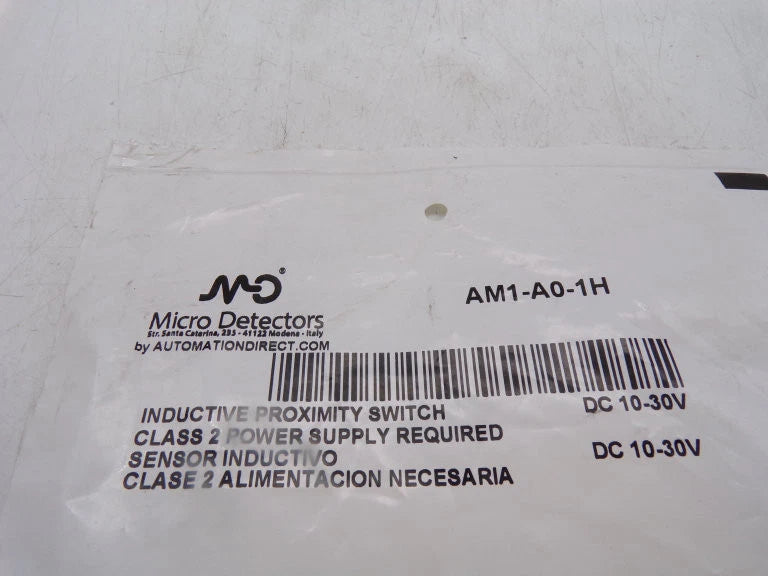 MD®
AM1-A0-1H
Micro Detectors
Str. Santa Caterina, 235 - 41122 Modena - Italy
by AUTOMATIONDIRECT.COM
INDUCTIVE PROXIMITY SWITCH DC 10-30V
CLASS 2 POWER SUPPLY REQUIRED
SENSOR INDUCTIVO DC 10-30V
CLASE 2 ALIMENTACION NECESARIA